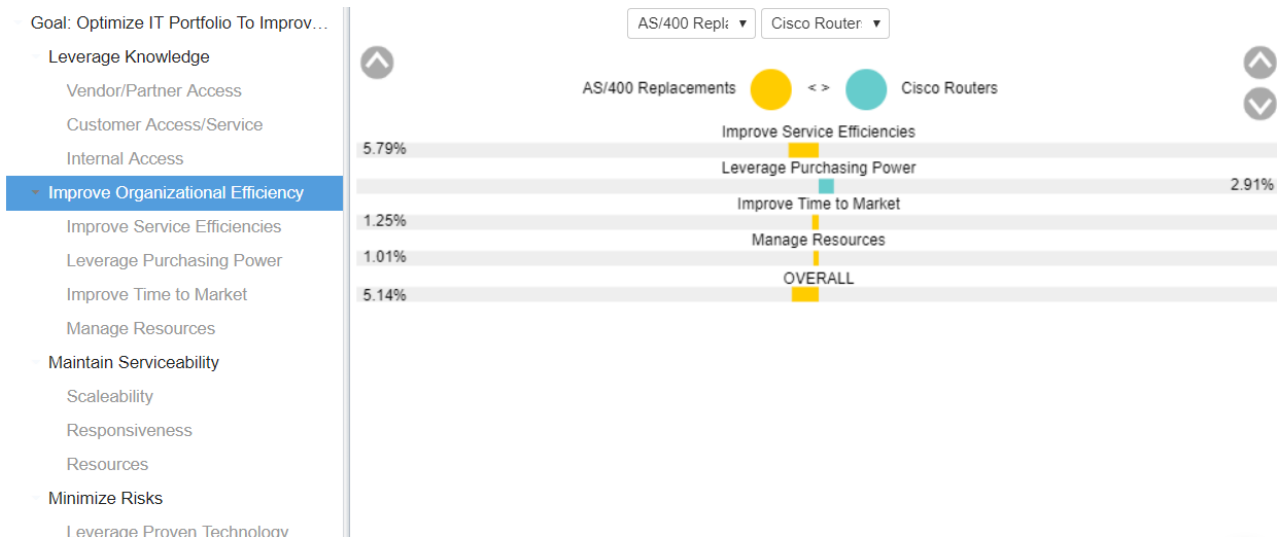 Goal: Optimize IT Portfolio To Improv...
Leverage Knowledge
Vendor/Partner Access
Customer Access/Service
Internal Access
Improve Organizational Efficiency
Improve Service Efficiencies
Leverage Purchasing Power
Improve Time to Market
Manage Resources
Maintain Serviceability
Scaleability
Responsiveness
Resources
Minimize Risks
Leverage Proven Technology
AS/400 Repla Cisco Router
AS/400 Replacements < > Cisco Routers
Improve Service Efficiencies
5.79%
Leverage Purchasing Power
2.91%
Improve Time to Market
1.25%
Manage Resources
1.01%
OVERALL
5.14%